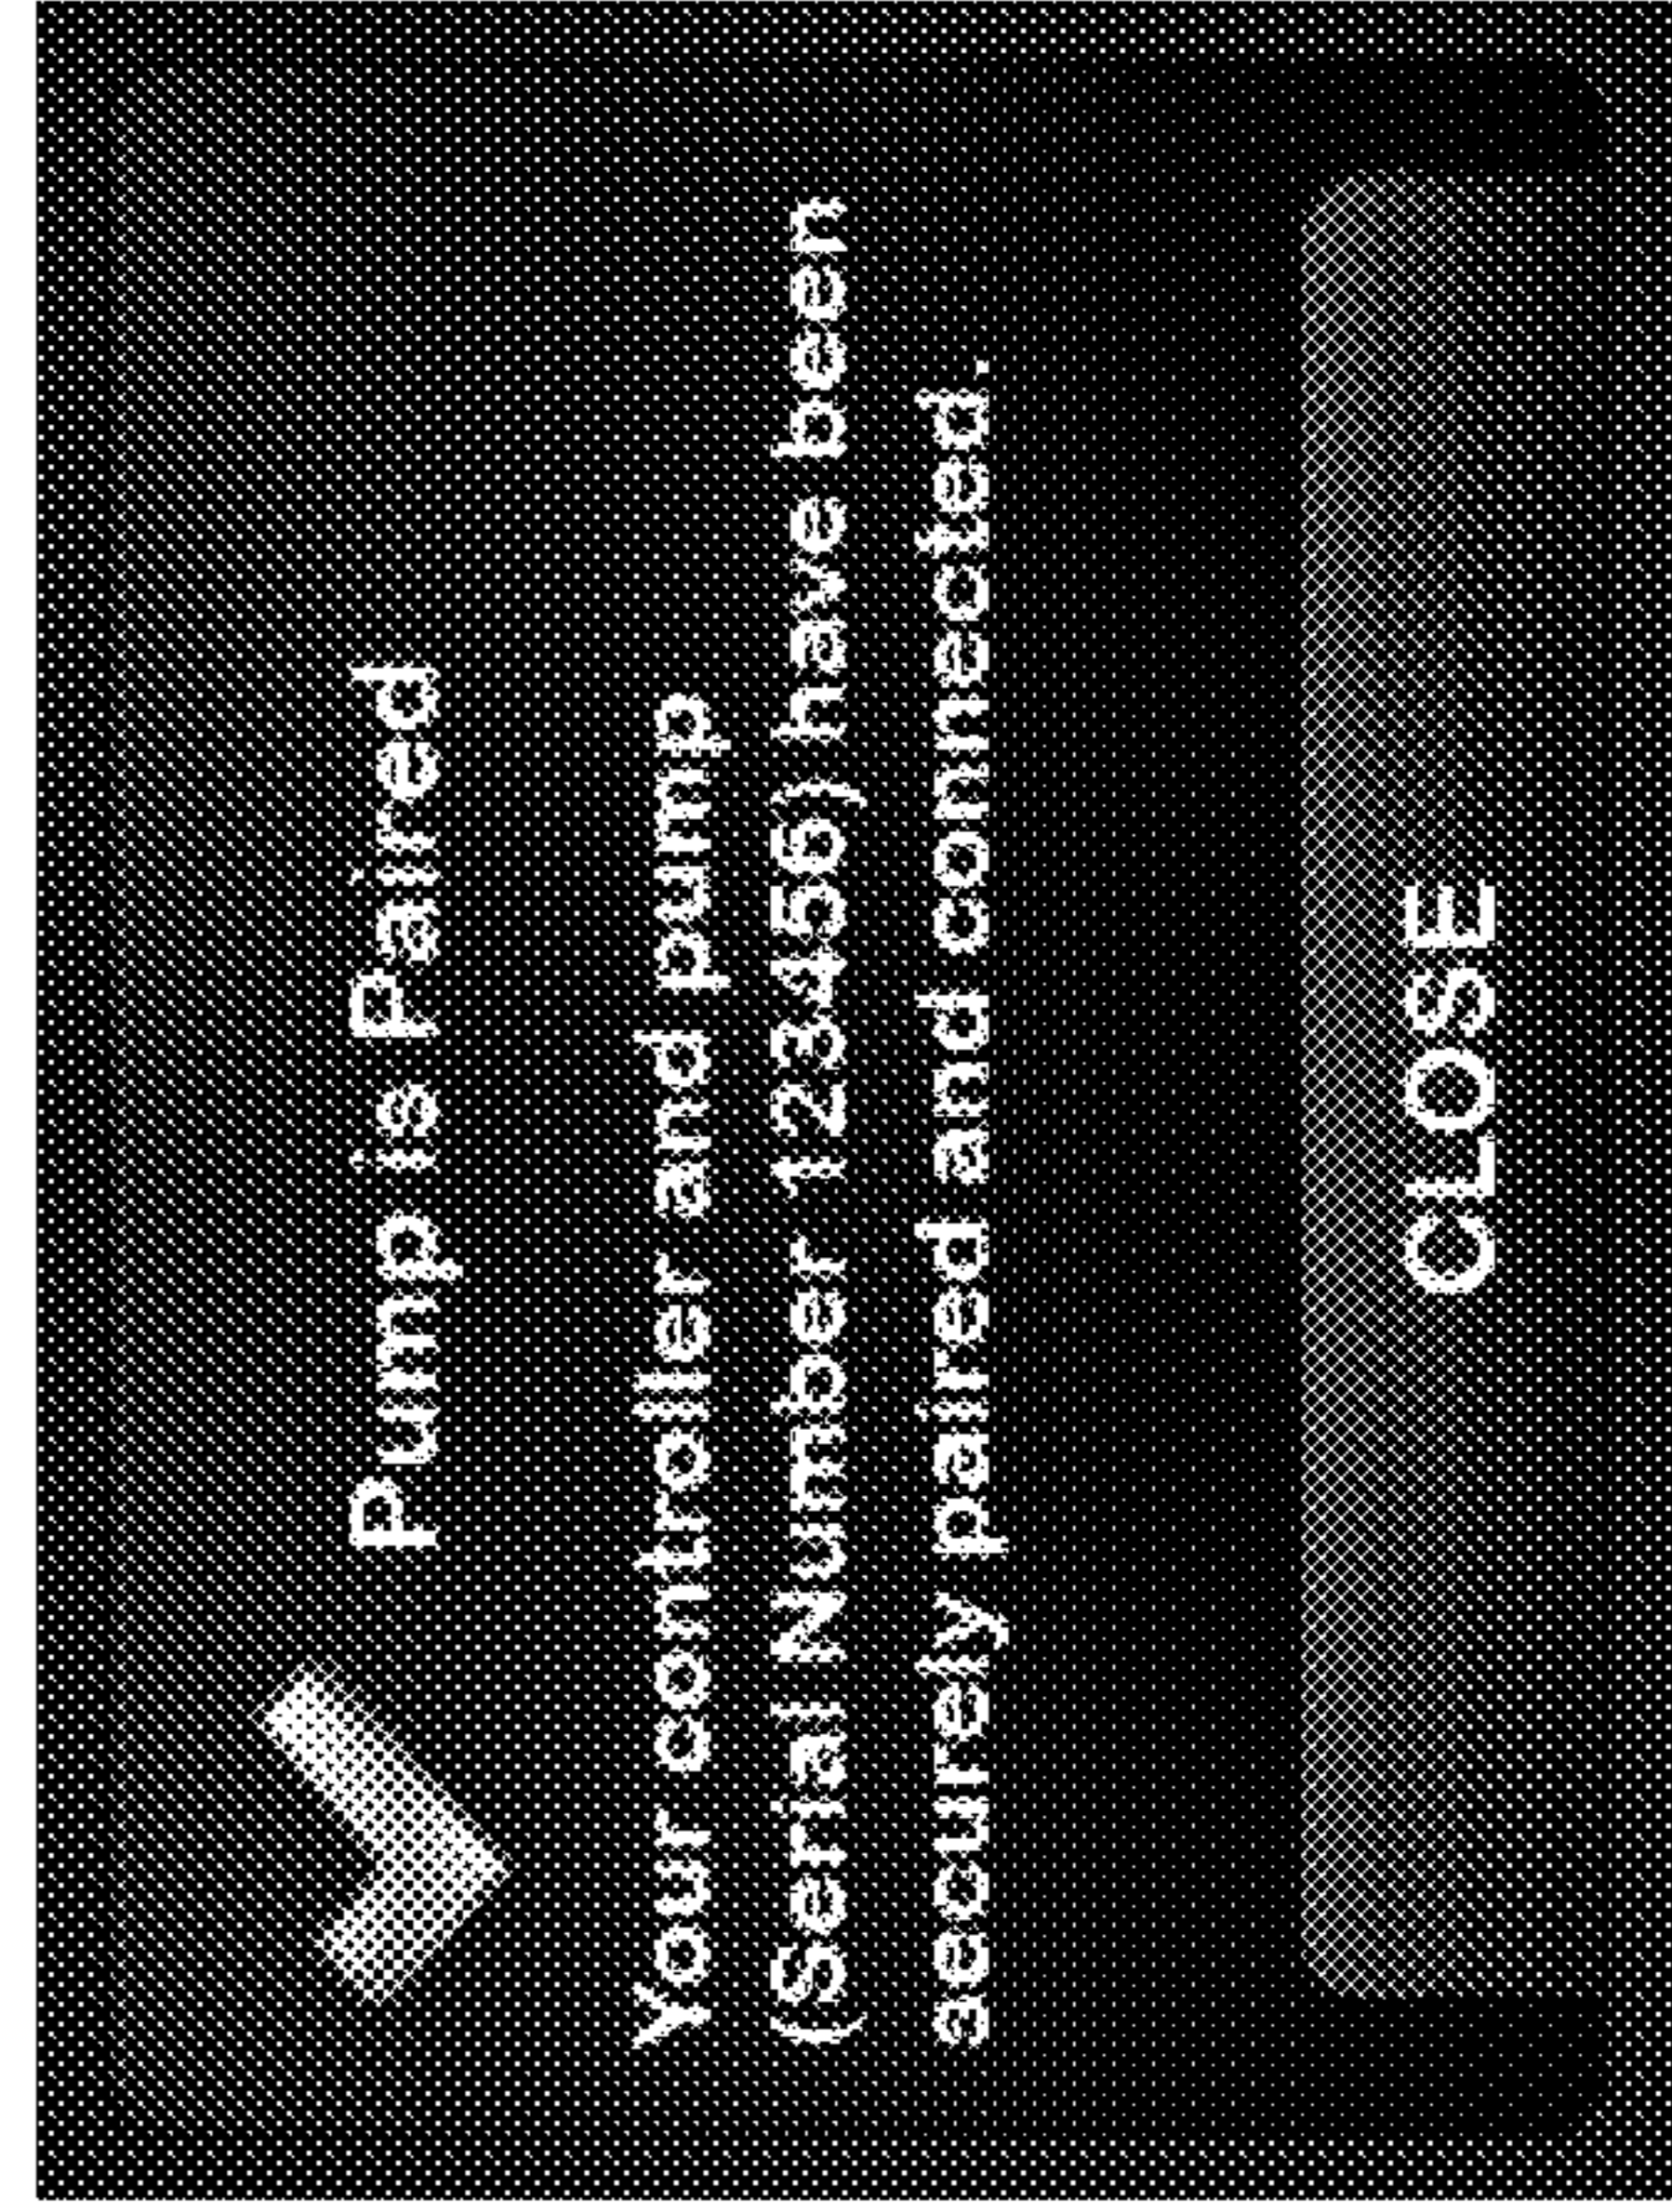 Pump is Paired
Your controller and pump
(Serial Number 123456) have been
securely paired and connected.
CLOSE